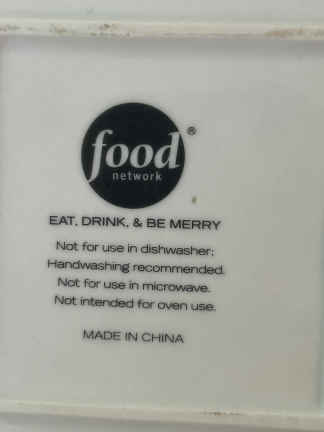 food®
network
EAT, DRINK, & BE MERRY
Not for use in dishwasher;
Handwashing recommended.
Not for use in microwave.
Not intended for oven use.
MADE IN CHINA